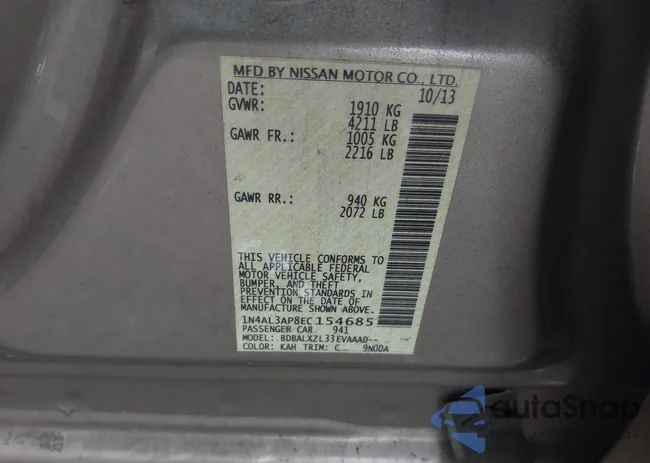 MFD BY NISSAN MOTOR CO., LTD.
DATE: 10/13
GVWR: 1910 KG
4211 LB
GAWR FR.: 1005 KG
2216 LB
GAWR RR.: 940 KG
2072 LB
THIS VEHICLE CONFORMS TO
ALL APPLICABLE FEDERAL
MOTOR VEHICLE SAFETY,
BUMPER, AND THEFT
PREVENTION STANDARDS IN
EFFECT ON THE DATE OF
MANUFACTURE SHOWN ABOVE.
1N4AL3AP8EC154685
PASSENGER CAR 941
MODEL: BDBALXZL33EVAAAD--
COLOR: KAH TRIM: C 9NODA
autoSnap